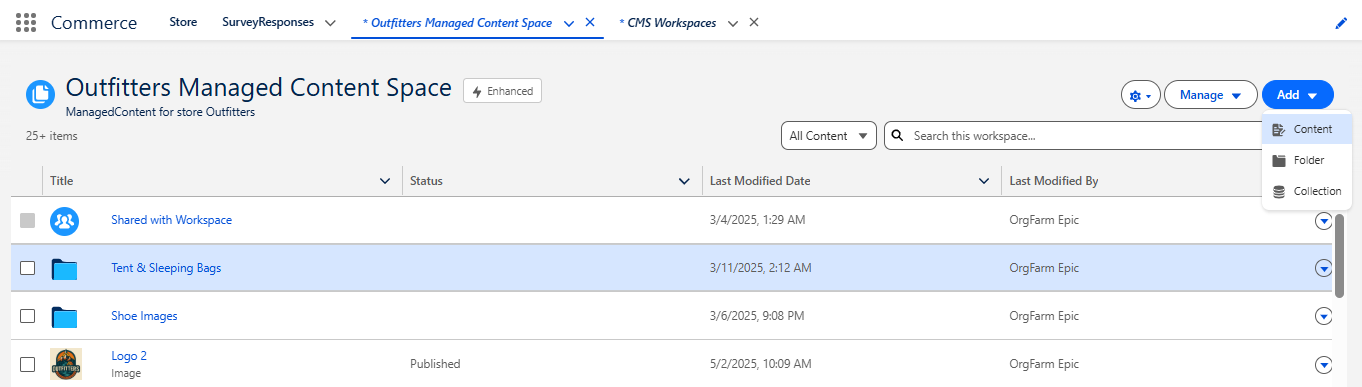 Commerce
Store
SurveyResponses
* Outfitters Managed Content Space
* CMS Workspaces
Outfitters Managed Content Space
Enhanced
ManagedContent for store Outfitters
Manage
Add
25+ items
All Content
Search this workspace...
Content
Folder
Collection
Title
Status
Last Modified Date
Last Modified By
Shared with Workspace
3/4/2025, 1:29 AM
OrgFarm Epic
Tent & Sleeping Bags
3/11/2025, 2:12 AM
OrgFarm Epic
Shoe Images
3/6/2025, 9:08 PM
OrgFarm Epic
OUTFITTERS
Logo 2
Image
Published
5/2/2025, 10:09 AM
OrgFarm Epic